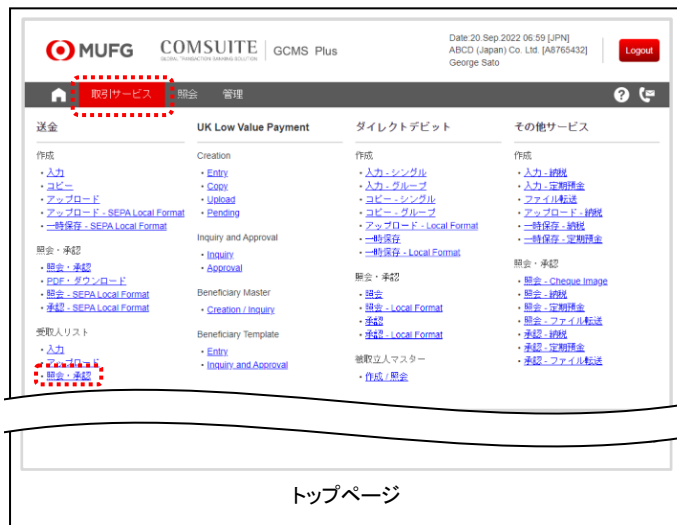 MUFG
COMSUITE
GLOBAL TRANSACTION BANKING SOLUTION
GCMS Plus
Date:20.Sep.2022 06:59 [JPN]
ABCD (Japan) Co. Ltd. [A8765432]
George Sato
Logout
取引サービス 照会 管理
送金
作成
・入力
・コピー
・アップロード
・アップロード - SEPA Local Format
・一時保存 - SEPA Local Format
照会・承認
・照会・承認
・PDF・ダウンロード
・照会 - SEPA Local Format
・承認 - SEPA Local Format
受取人リスト
・入力
・アップロード
・照会・承認
UK Low Value Payment
Creation
・Entry
・Copy
・Upload
・Pending
Inquiry and Approval
・Inquiry
・Approval
Beneficiary Master
・Creation / Inquiry
Beneficiary Template
・Entry
・Inquiry and Approval
ダイレクトデビット
作成
・入力 - シングル
・入力 - グループ
・コピー - シングル
・コピー - グループ
・アップロード - Local Format
・一時保存
・一時保存 - Local Format
照会・承認
・照会
・照会 - Local Format
・承認
・承認 - Local Format
被取立人マスター
・作成 / 照会
その他サービス
作成
・入力 - 納税
・入力 - 定期預金
・ファイル転送
・アップロード - 納税
・一時保存 - 納税
・一時保存 - 定期預金
照会・承認
・照会 - Cheque Image
・照会 - 納税
・照会 - 定期預金
・照会 - ファイル転送
・承認 - 納税
・承認 - 定期預金
・承認 - ファイル転送
トップページ